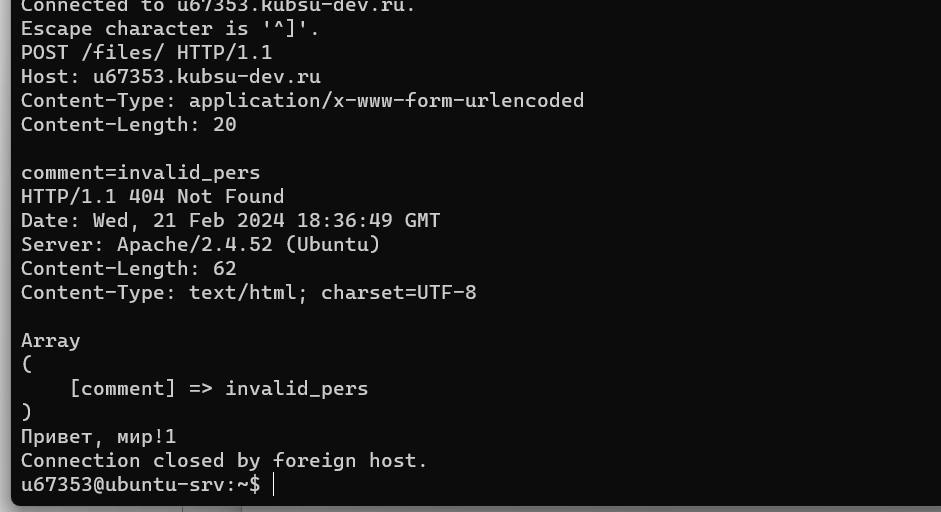 Connected to u67353.kubsu-dev.ru.
Escape character is '^]'.
POST /files/ HTTP/1.1
Host: u67353.kubsu-dev.ru
Content-Type: application/x-www-form-urlencoded
Content-Length: 20

comment=invalid_pers
HTTP/1.1 404 Not Found
Date: Wed, 21 Feb 2024 18:36:49 GMT
Server: Apache/2.4.52 (Ubuntu)
Content-Length: 62
Content-Type: text/html; charset=UTF-8

Array
(
    [comment] => invalid_pers
)
Привет, мир!1
Connection closed by foreign host.
u67353@ubuntu-srv:~$